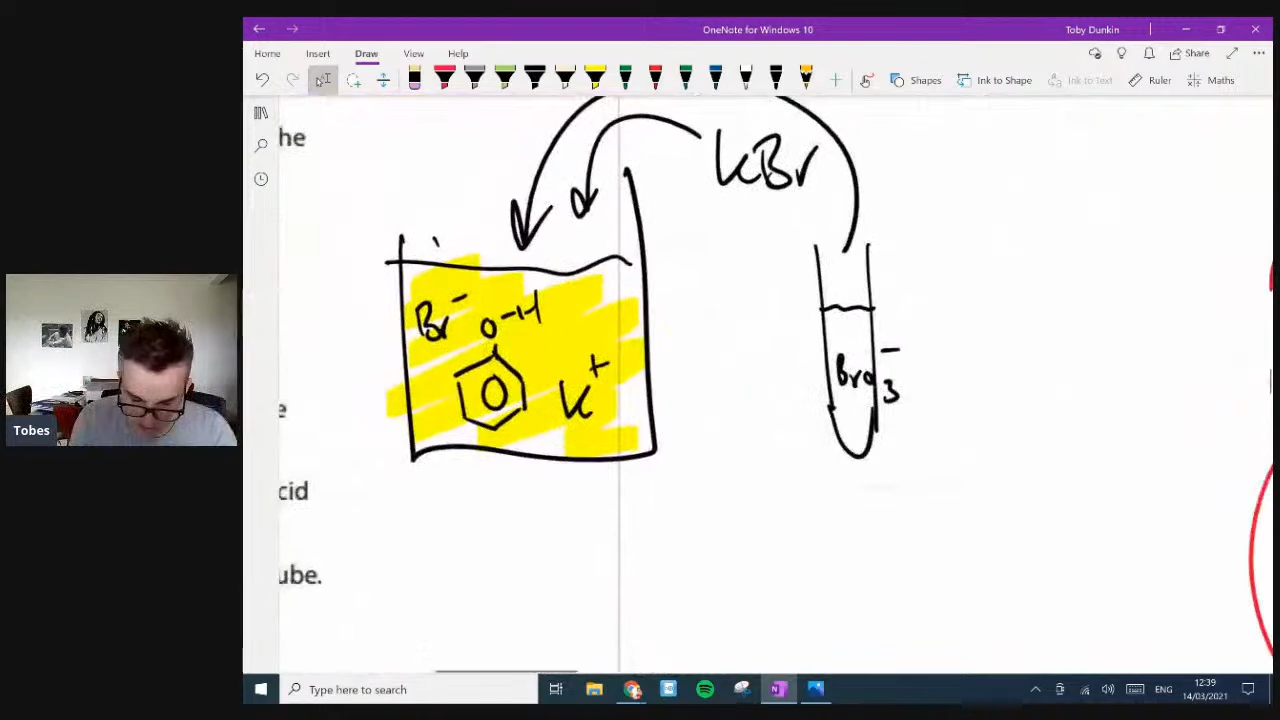 OneNote for Windows 10
Toby Dunkin
Home Insert Draw View Help
Share
Shapes
Ink to Shape
Ink to Text
Ruler
Maths
he
KBr
Br⁻
O-H
K⁺
BrO₃⁻
e
cid
ube.
Tobes
Type here to search
ENG
12:39
14/03/2021